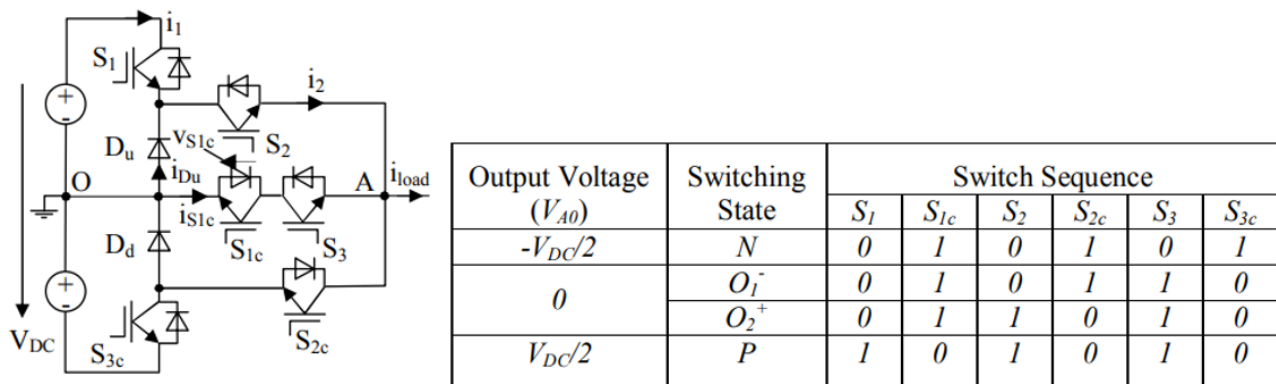 i1
S1
+
-
i2
Du
vS1c
S2
O
iDu
A
iload
iS1c
Dd
S1c
S3
+
-
VDC
S3c
S2c
Output Voltage (VA0) Switching State Switch Sequence
S1 S1c S2 S2c S3 S3c
-VDC/2 N 0 1 0 1 0 1
0 O1- 0 1 0 1 1 0
O2+ 0 1 1 0 1 0
VDC/2 P 1 0 1 0 1 0